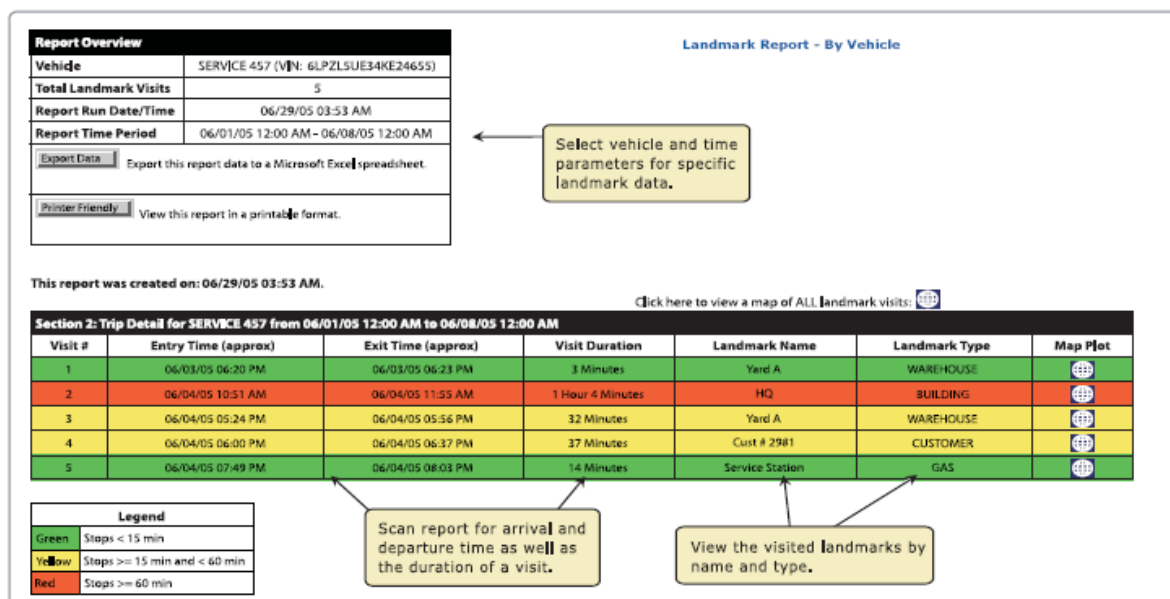 Report Overview
Landmark Report - By Vehicle
Vehicle SERVICE 457 (VIN: 6LPZL5UE34KE24655)
Total Landmark Visits 5
Report Run Date/Time 06/29/05 03:53 AM
Report Time Period 06/01/05 12:00 AM – 06/08/05 12:00 AM
Export Data Export this report data to a Microsoft Excel spreadsheet.
Printer Friendly View this report in a printable format.
Select vehicle and time
parameters for specific
landmark data.
This report was created on: 06/29/05 03:53 AM.
Click here to view a map of ALL landmark visits:
Section 2: Trip Detail for SERVICE 457 from 06/01/05 12:00 AM to 06/08/05 12:00 AM
Visit # Entry Time (approx) Exit Time (approx) Visit Duration Landmark Name Landmark Type Map Plot
1 06/03/05 06:20 PM 06/03/05 06:23 PM 3 Minutes Yard A WAREHOUSE
2 06/04/05 10:51 AM 06/04/05 11:55 AM 1 Hour 4 Minutes HQ BUILDING
3 06/04/05 05:24 PM 06/04/05 05:56 PM 32 Minutes Yard A WAREHOUSE
4 06/04/05 06:00 PM 06/04/05 06:37 PM 37 Minutes Cust # 2981 CUSTOMER
5 06/04/05 07:49 PM 06/04/05 08:03 PM 14 Minutes Service Station GAS
Legend
Green Stops < 15 min
Yellow Stops >= 15 min and < 60 min
Red Stops >= 60 min
Scan report for arrival and
departure time as well as
the duration of a visit.
View the visited landmarks by
name and type.